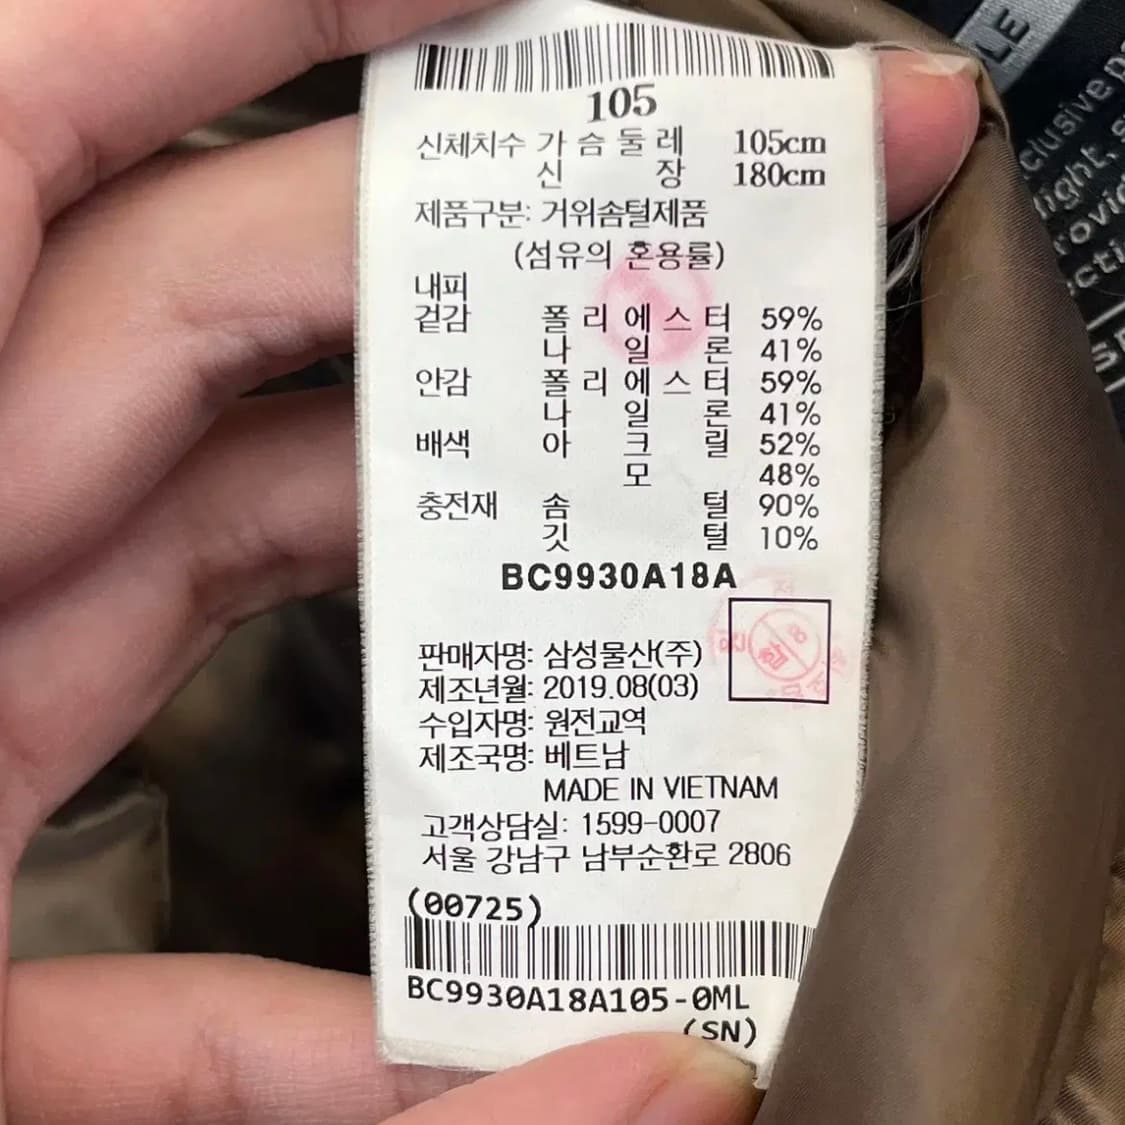 105
신체치수 가슴둘레 105cm
신장 180cm
제품구분: 거위솜털제품
(섬유의 혼용률)
내피
겉감 폴리에스터 59%
나일론 41%
안감 폴리에스터 59%
나일론 41%
배색 아크릴 52%
모 48%
충전재 솜털 90%
깃털 10%
BC9930A18A
판매자명: 삼성물산(주)
제조년월: 2019.08(03)
수입자명: 원전교역
제조국명: 베트남
MADE IN VIETNAM
고객상담실: 1599-0007
서울 강남구 남부순환로 2806
(00725)
BC9930A18A105-0ML
(SN)